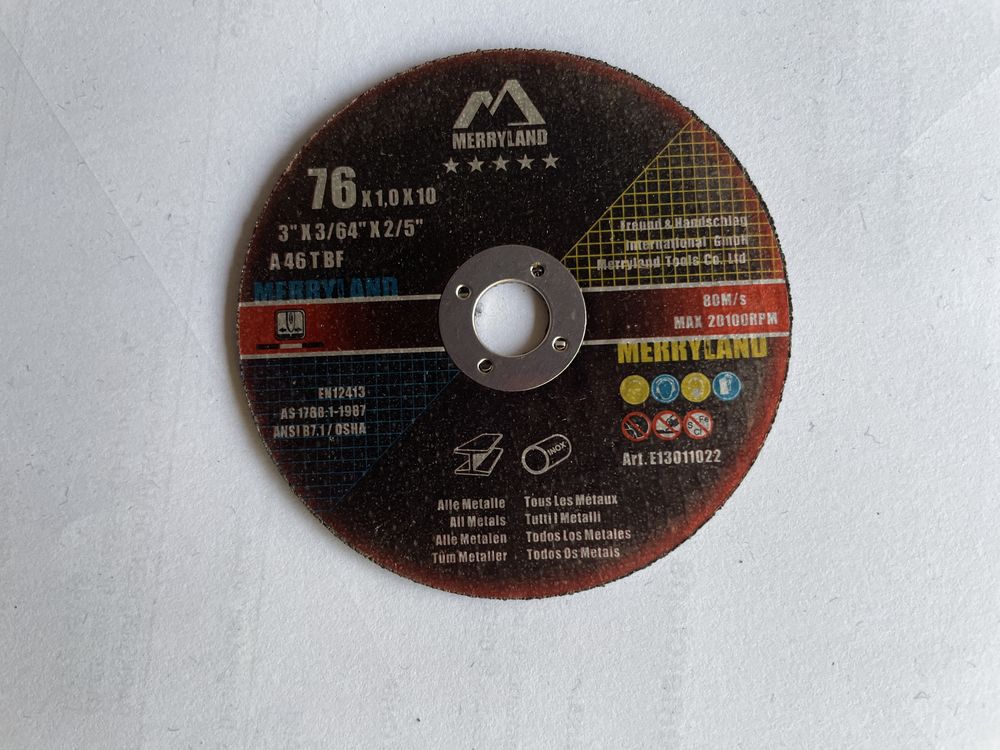 MERRYLAND
76 X 1,0 X 10
3" X 3/64" X 2/5"
A 46 T BF
Freund & Handschlag
International GmbH
Merryland Tools Co., Ltd
MERRYLAND
80M/s
MAX 20100RPM
MERRYLAND
EN12413
AS 1788.1-1987
ANSI B7.1 / OSHA
S Fe
Cl
Art. E13011022
INOX
Alle Metalle Tous Les Métaux
All Metals Tutti I Metalli
Alle Metalen Todos Los Metales
Tüm Metaller Todos Os Metais